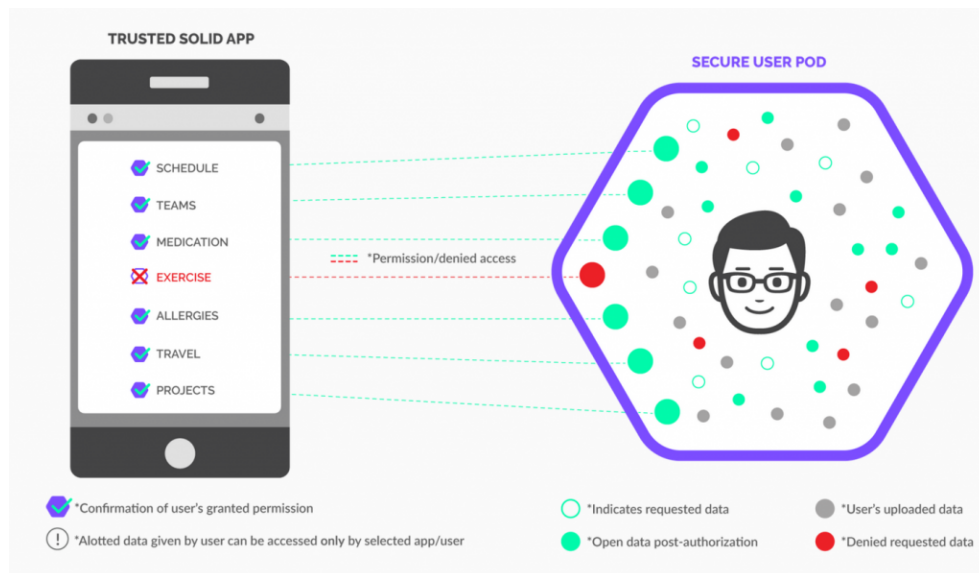 TRUSTED SOLID APP
SECURE USER POD
SCHEDULE
TEAMS
MEDICATION
EXERCISE
ALLERGIES
TRAVEL
PROJECTS
*Permission/denied access
*Confirmation of user's granted permission
*Alotted data given by user can be accessed only by selected app/user
*Indicates requested data
*User's uploaded data
*Open data post-authorization
*Denied requested data